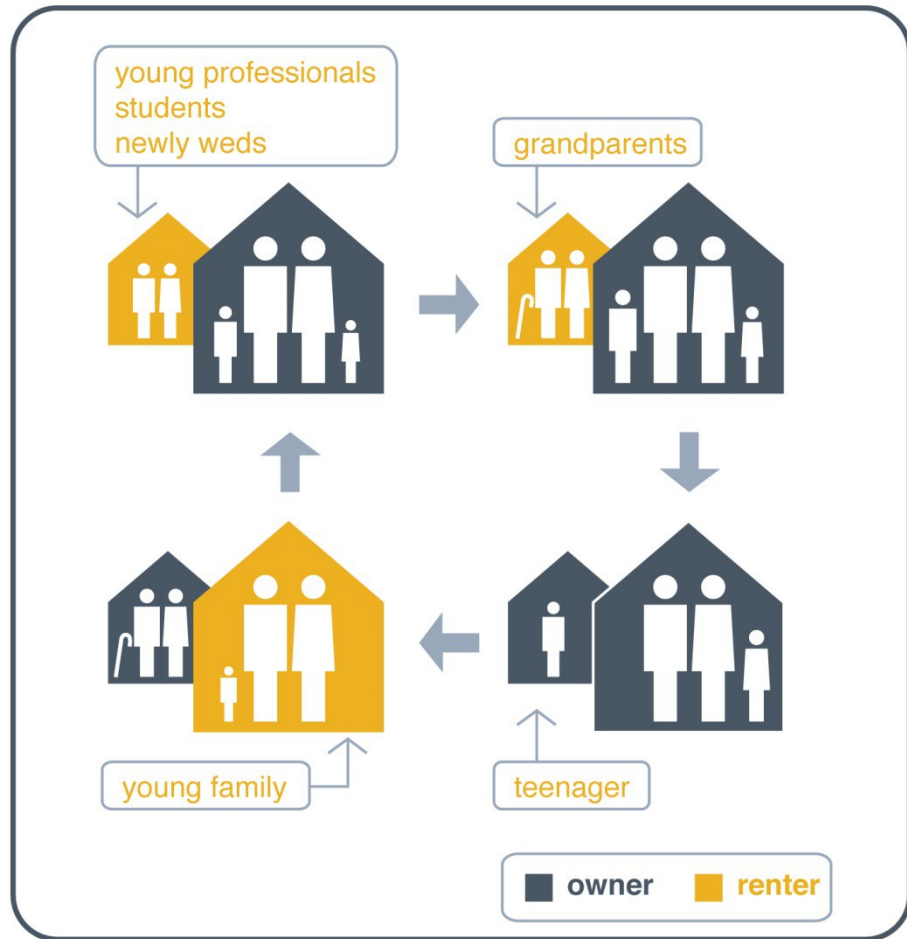 young professionals
students
newly weds
grandparents
young family
teenager
owner
renter